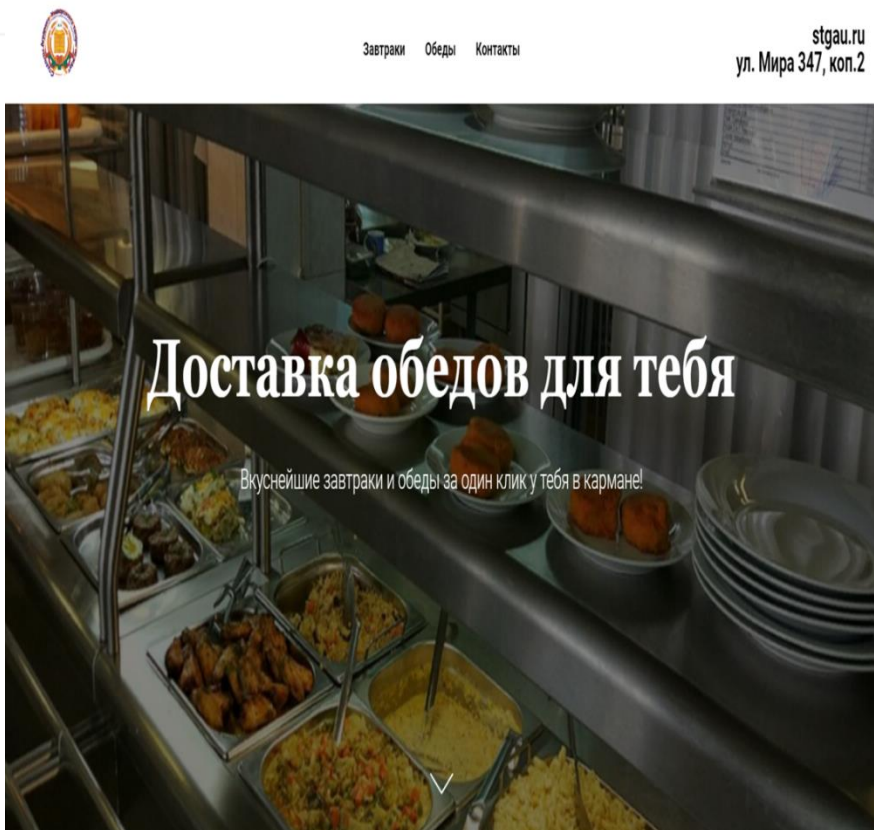 Завтраки Обеды Контакты
stgau.ru
ул. Мира 347, коп.2
Доставка обедов для тебя
Вкуснейшие завтраки и обеды за один клик у тебя в кармане!